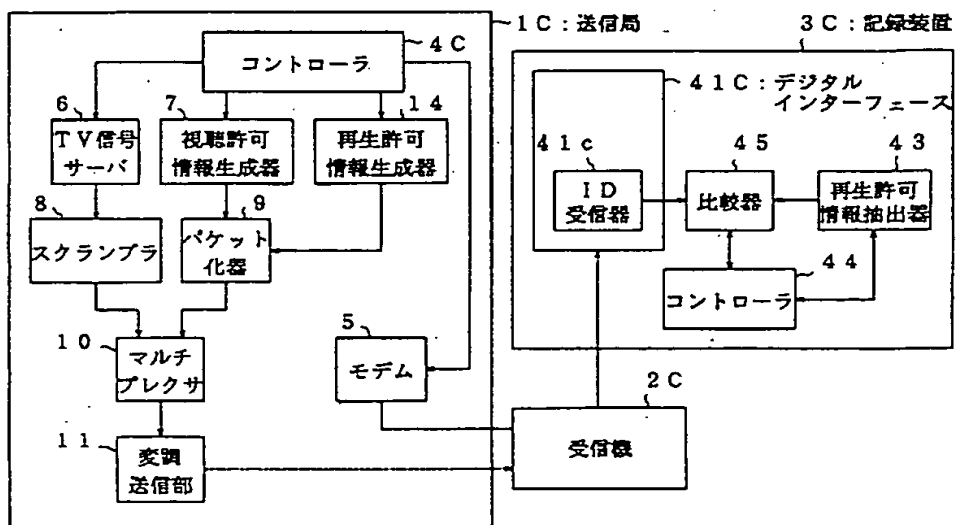 1C:送信局
3C:記録装置
4C
コントローラ
6
TV信号
サーバ
7
視聴許可
情報生成器
14
再生許可
情報生成器
8
スクランブラ
9
パケット
化器
10
マルチ
プレクサ
5
モデム
11
変調
送信部
41C:デジタル
インターフェース
41c
ID
受信器
45
比較器
43
再生許可
情報抽出器
44
コントローラ
2C
受信機